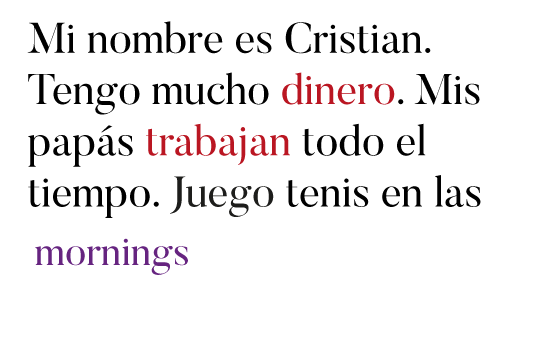 Mi nombre es Cristian.
Tengo mucho dinero. Mis
papás trabajan todo el
tiempo. Juego tenis en las
mornings